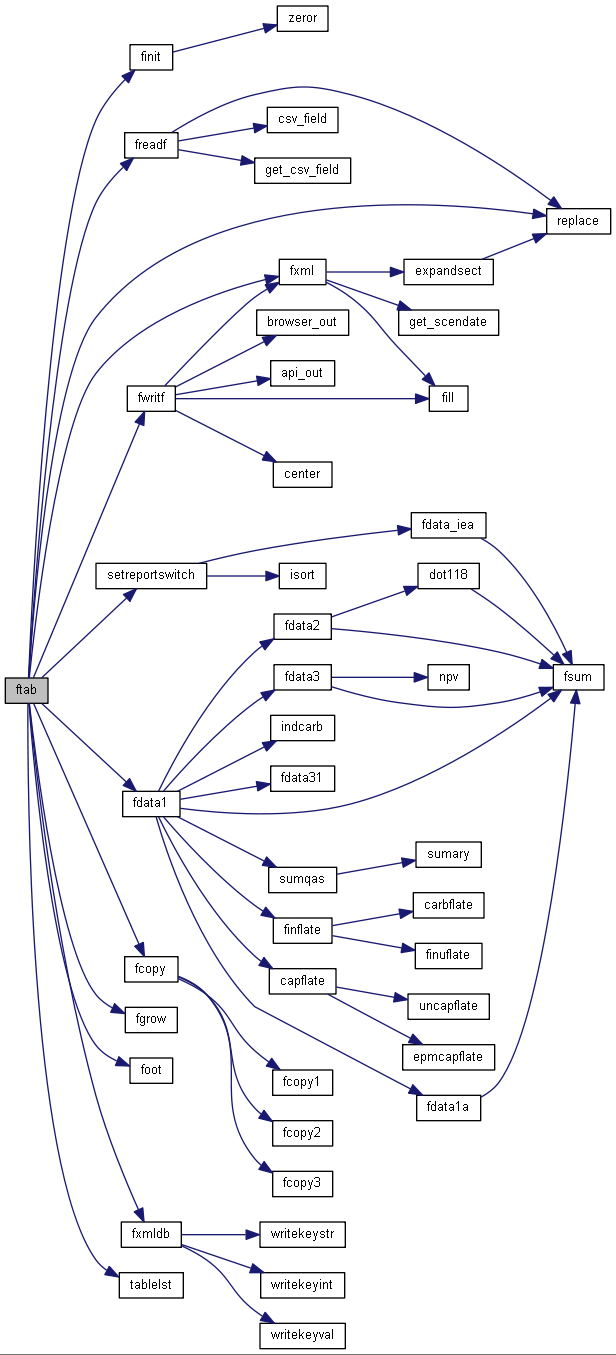 zeror
finit
csv_field
freadf
get_csv_field
replace
fxml
expandsect
browser_out
get_scendate
api_out
fwritf
fill
center
fdata_iea
setreportswitch
isort
dot118
fdata2
fdata3
npv
fsum
ftab
indcarb
fdata31
fdata1
sumary
sumqas
carbflate
finflate
finuflate
fcopy
capflate
uncapflate
fgrow
epmcapflate
foot
fcopy1
fdata1a
fcopy2
fcopy3
fxmldb
writekeystr
tablelst
writekeyint
writekeyval